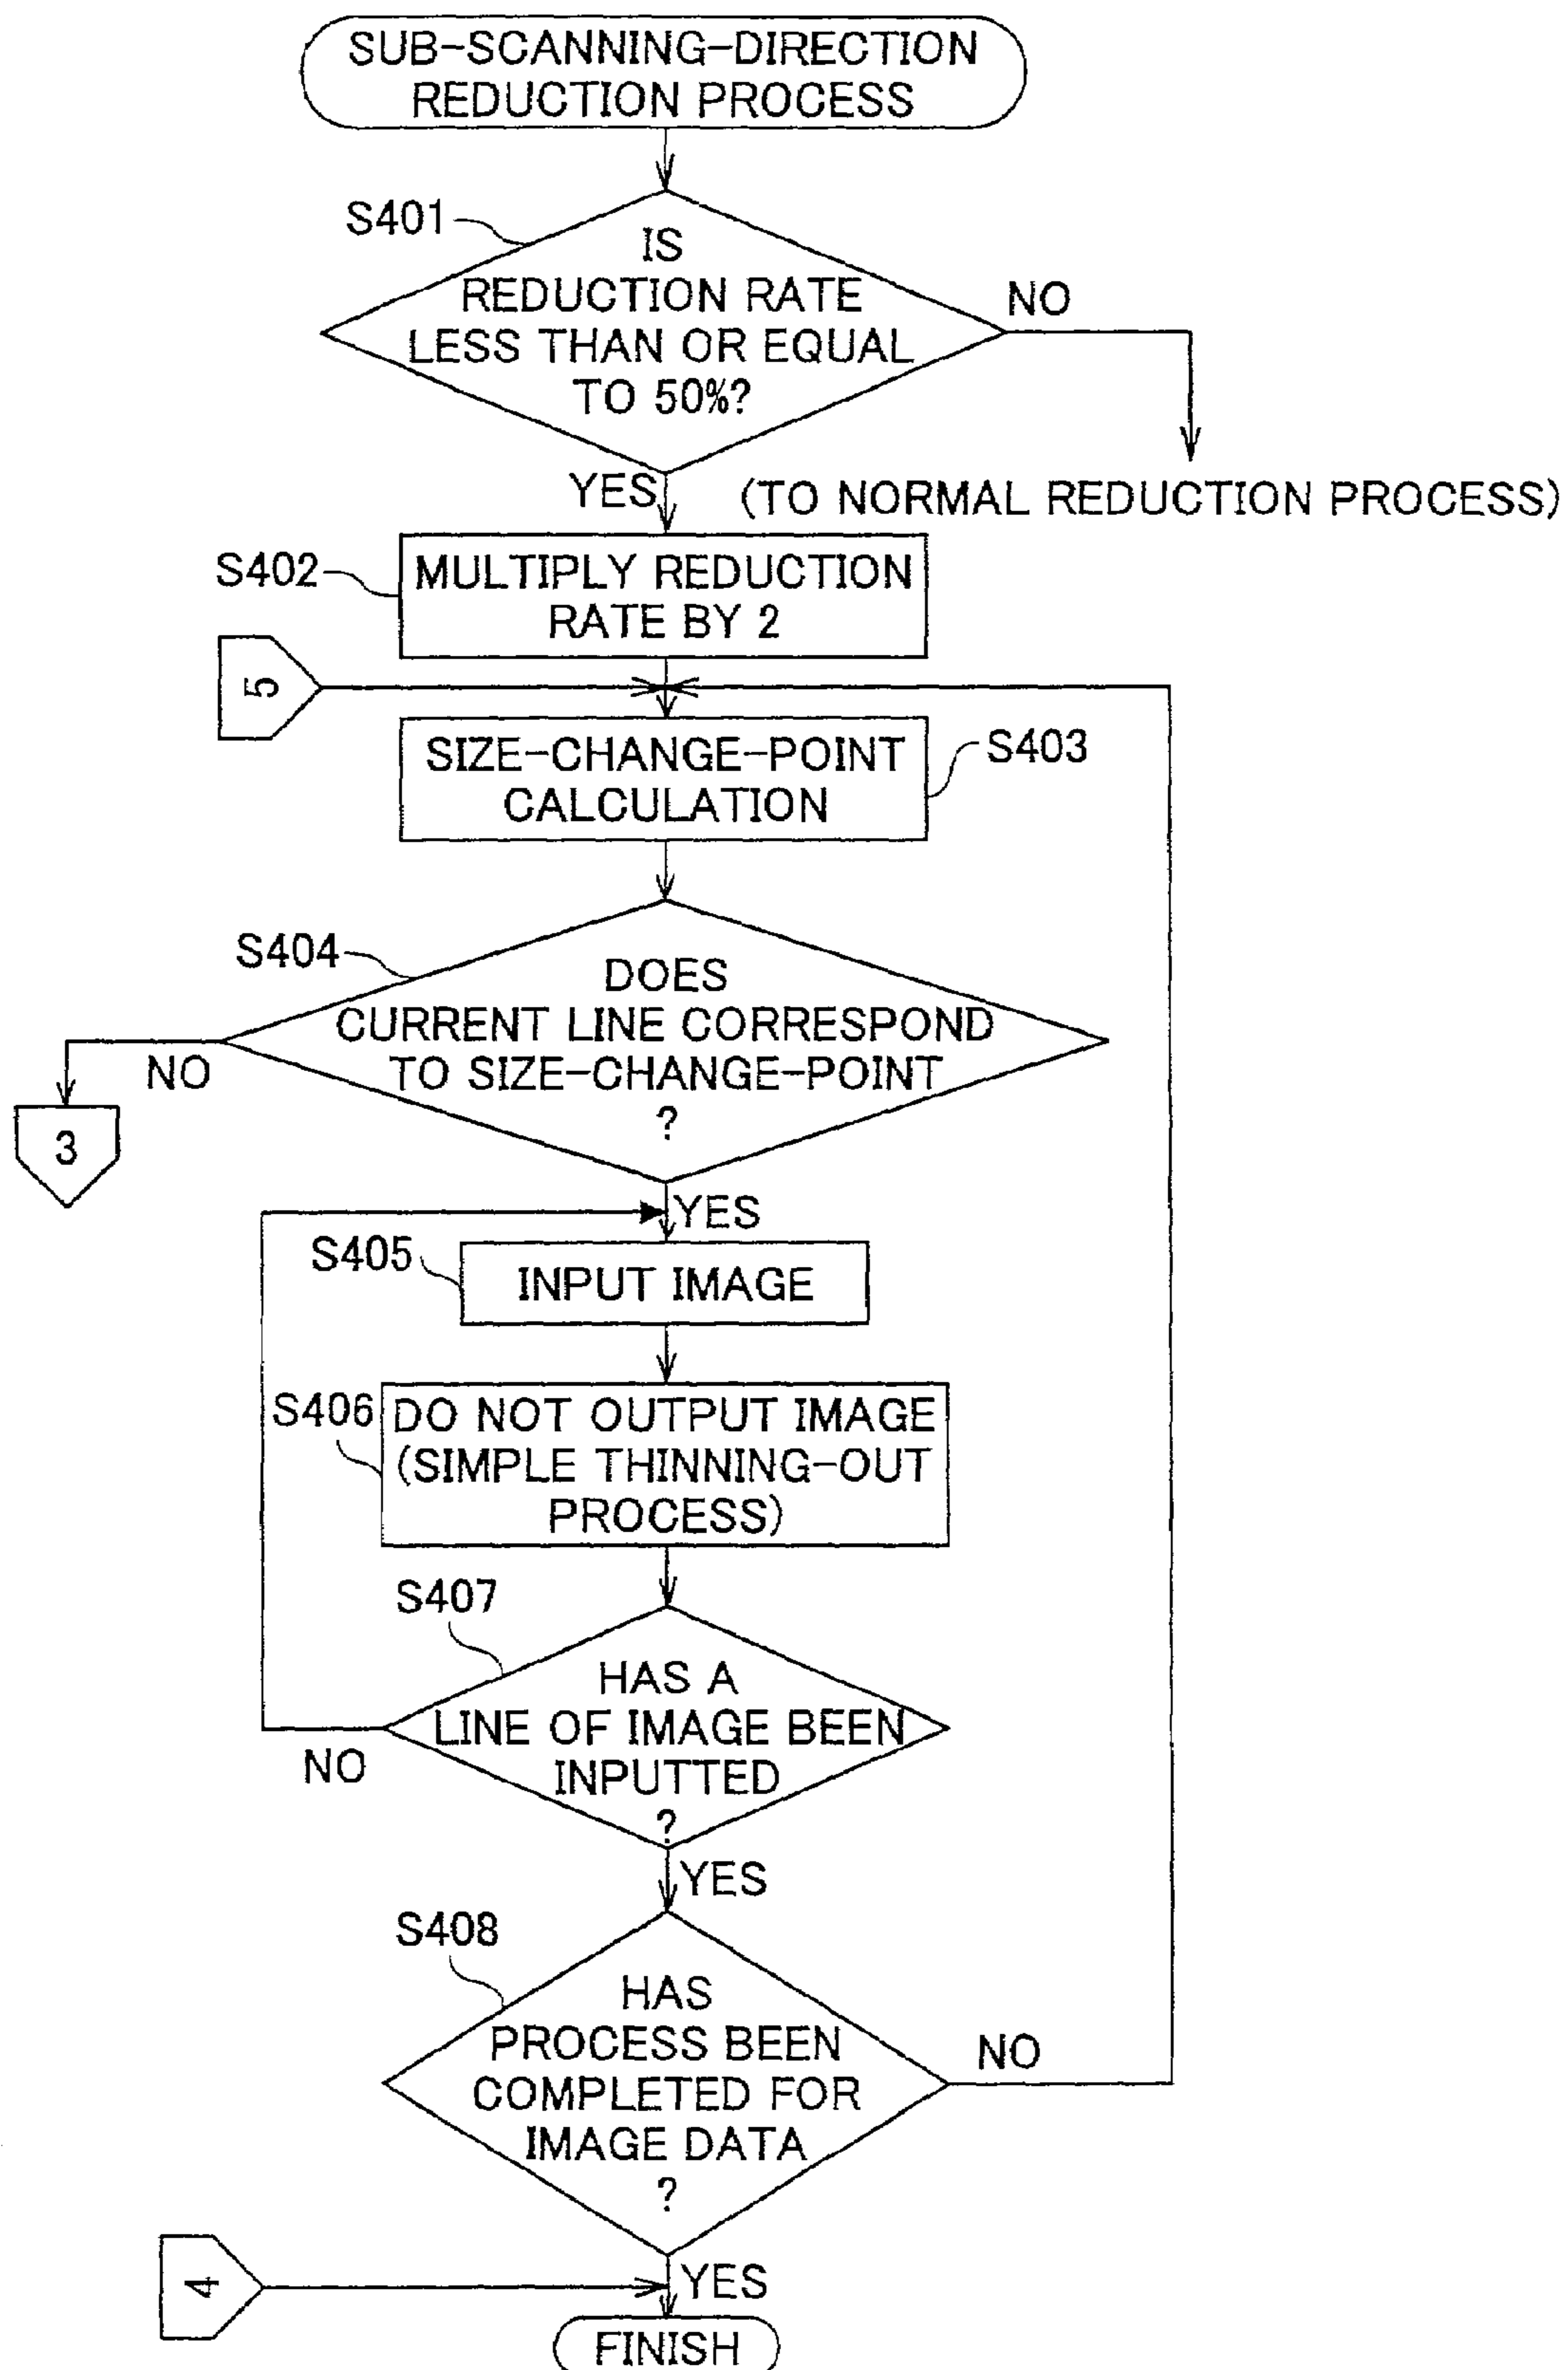 SUB-SCANNING-DIRECTION
REDUCTION PROCESS
S401
IS
REDUCTION RATE
LESS THAN OR EQUAL
TO 50%?
NO
YES
(TO NORMAL REDUCTION PROCESS)
S402
MULTIPLY REDUCTION
RATE BY 2
5
SIZE-CHANGE-POINT
CALCULATION
S403
S404
DOES
CURRENT LINE CORRESPOND
TO SIZE-CHANGE-POINT
?
NO
3
YES
S405
INPUT IMAGE
S406
DO NOT OUTPUT IMAGE
(SIMPLE THINNING-OUT
PROCESS)
S407
HAS A
LINE OF IMAGE BEEN
INPUTTED
?
NO
YES
S408
HAS
PROCESS BEEN
COMPLETED FOR
IMAGE DATA
?
NO
4
YES
FINISH